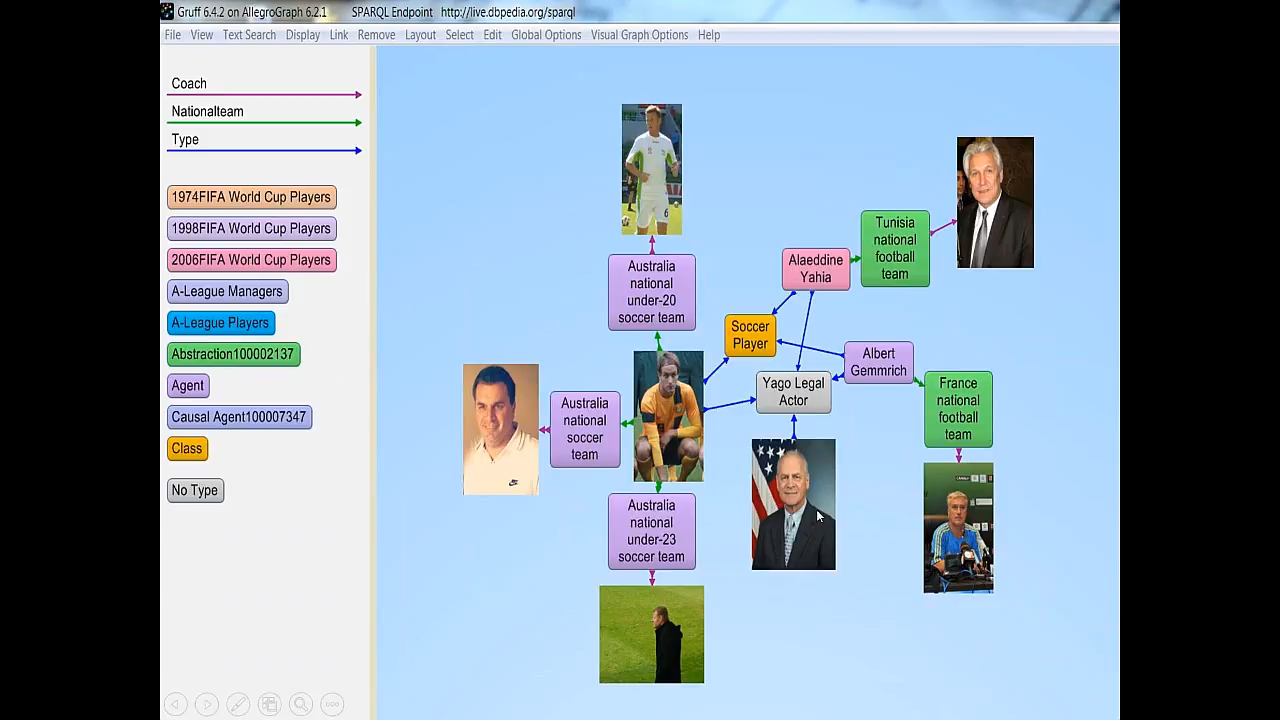 Gruff 6.4.2 on AllegroGraph 6.2.1 SPARQL Endpoint http://live.dbpedia.org/sparql
File View Text Search Display Link Remove Layout Select Edit Global Options Visual Graph Options Help
Coach
Nationalteam
Type
1974FIFA World Cup Players
1998FIFA World Cup Players
2006FIFA World Cup Players
A-League Managers
A-League Players
Abstraction100002137
Agent
Causal Agent100007347
Class
No Type
Australia
national
under-20
soccer team
Alaeddine
Yahia
Tunisia
national
football
team
Soccer
Player
Albert
Gemmrich
Yago Legal
Actor
France
national
football
team
Australia
national
soccer
team
Australia
national
under-23
soccer team
6